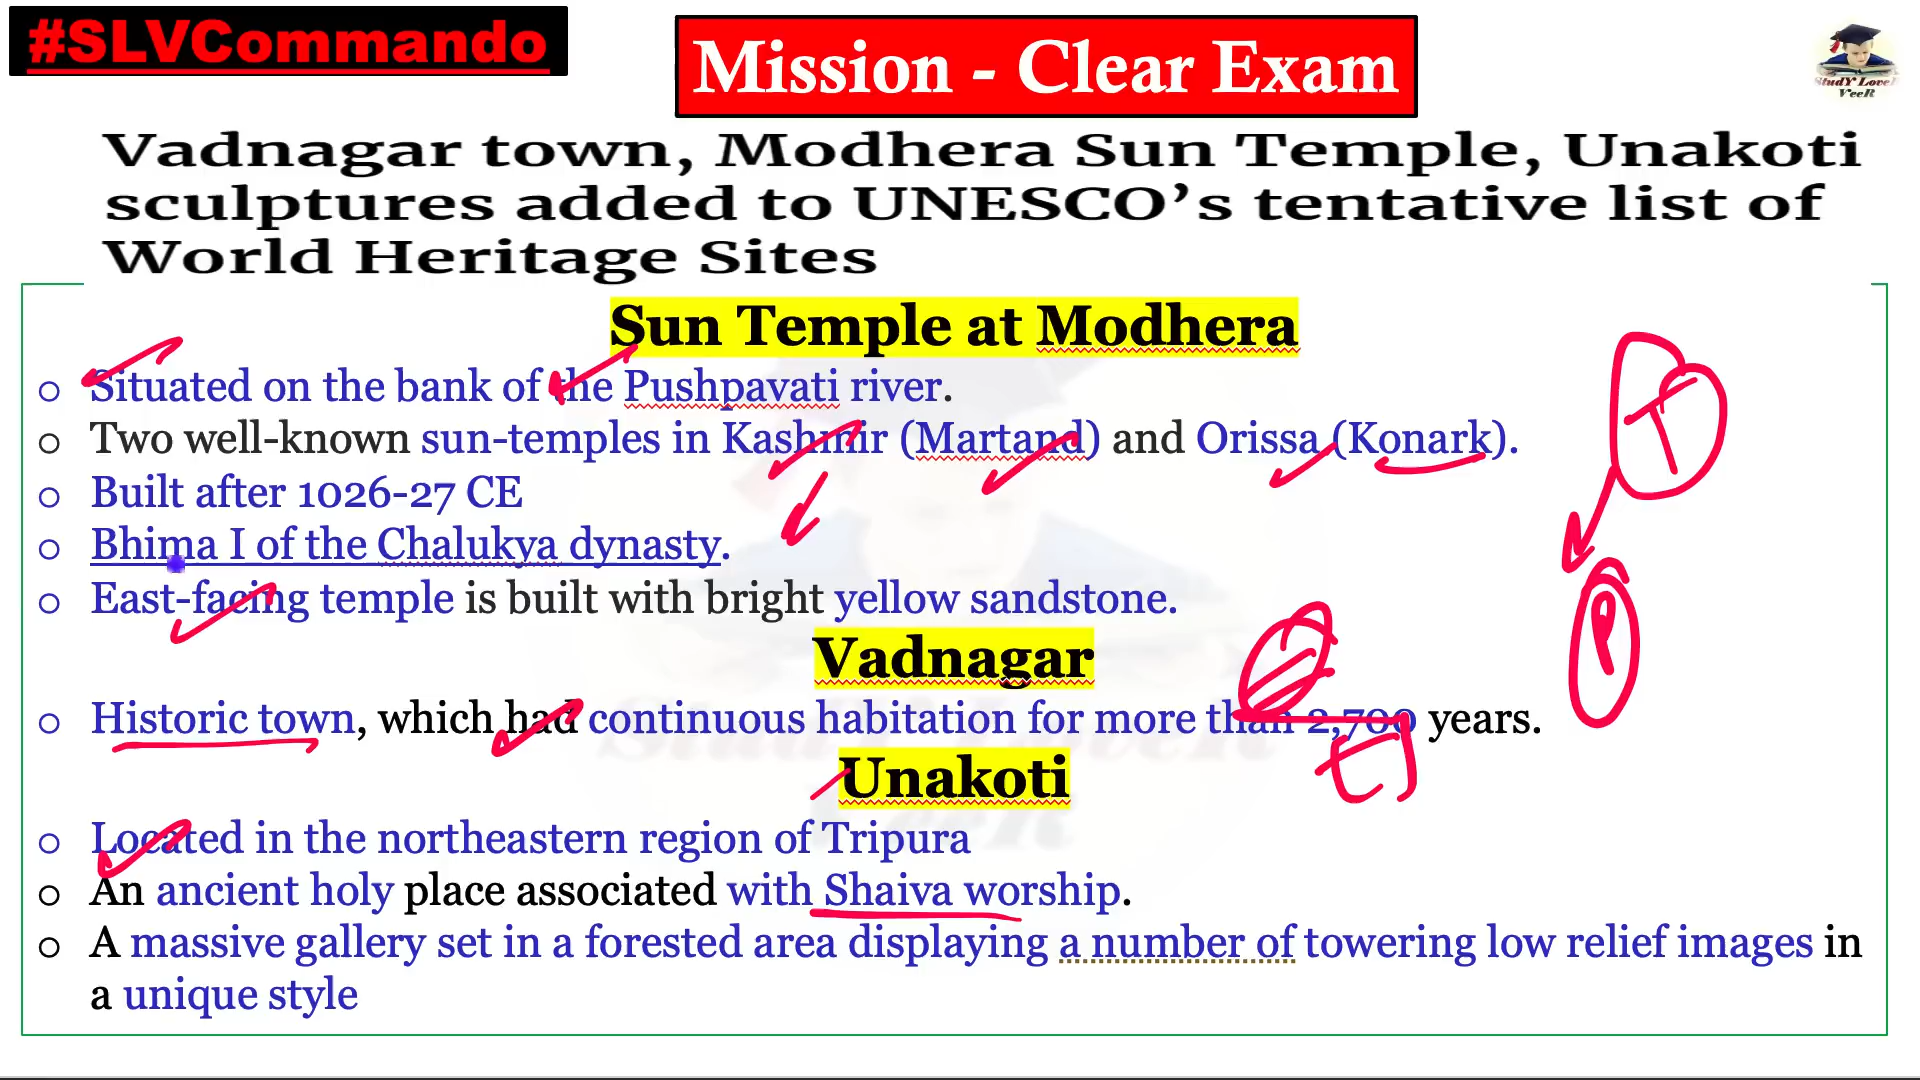 #SLVCommando
Mission - Clear Exam
StudY LoveR
VeeR
Vadnagar town, Modhera Sun Temple, Unakoti
sculptures added to UNESCO’s tentative list of
World Heritage Sites
Sun Temple at Modhera
o Situated on the bank of the Pushpavati river.
o Two well-known sun-temples in Kashmir (Martand) and Orissa (Konark).
o Built after 1026-27 CE
o Bhima I of the Chalukya dynasty.
o East-facing temple is built with bright yellow sandstone.
Vadnagar
o Historic town, which had continuous habitation for more than 2,700 years.
Unakoti
o Located in the northeastern region of Tripura
o An ancient holy place associated with Shaiva worship.
o A massive gallery set in a forested area displaying a number of towering low relief images in
a unique style
T
P